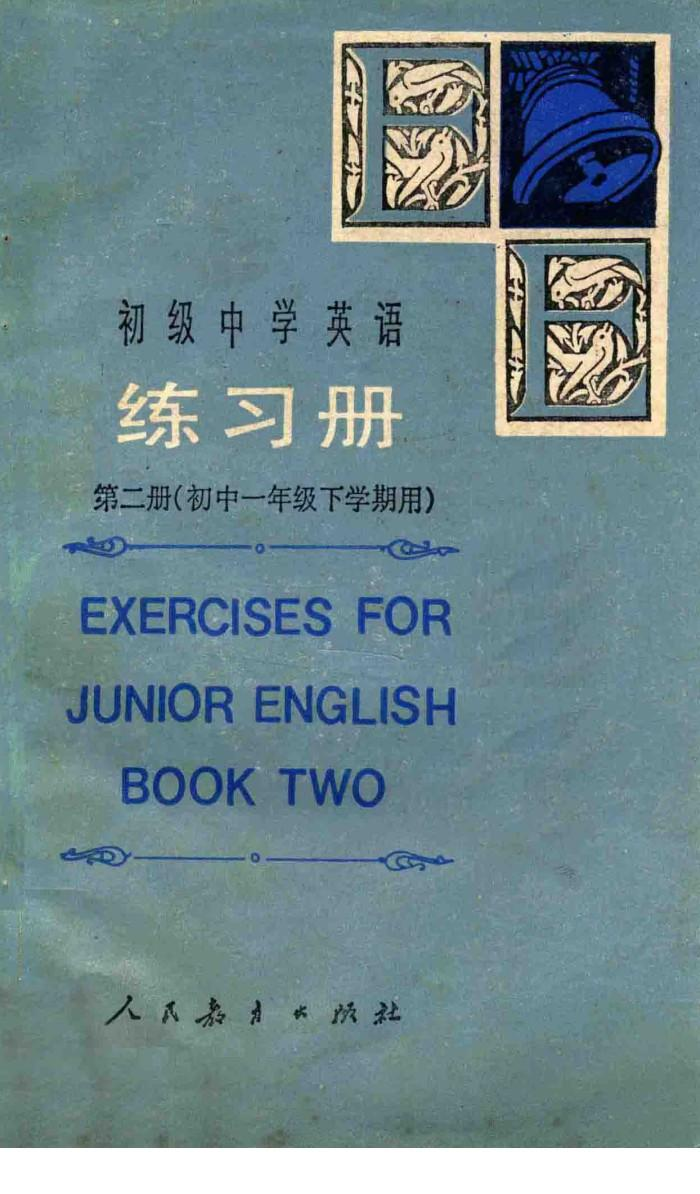 初级中学英语
练习册
第二册(初中一年级下学期用)
EXERCISES FOR
JUNIOR ENGLISH
BOOK TWO
人民教育出版社